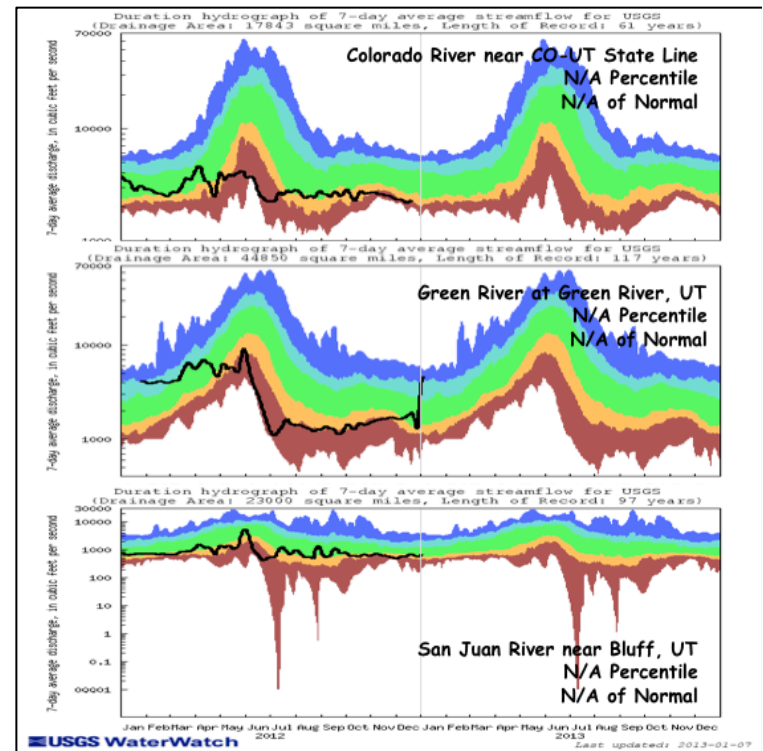 Duration hydrograph of 7-day average streamflow for USGS
(Drainage Area: 17843 square miles, Length of Record: 61 years)
70000
Colorado River near CO-UT State Line
N/A Percentile
N/A of Normal
10000
1000
7-day average discharge, in cubic feet per second
Duration hydrograph of 7-day average streamflow for USGS
(Drainage Area: 44850 square miles, Length of Record: 117 years)
70000
Green River at Green River, UT
N/A Percentile
N/A of Normal
10000
1000
7-day average discharge, in cubic feet per second
Duration hydrograph of 7-day average streamflow for USGS
(Drainage Area: 23000 square miles, Length of Record: 97 years)
30000
10000
1000
100
10
1
0.1
00001
7-day average discharge, in cubic feet per second
San Juan River near Bluff, UT
N/A Percentile
N/A of Normal
Jan Feb Mar Apr May Jun Jul Aug Sep Oct Nov Dec Jan Feb Mar Apr May Jun Jul Aug Sep Oct Nov Dec
2012 2013
USGS WaterWatch
Last updated: 2013-01-07